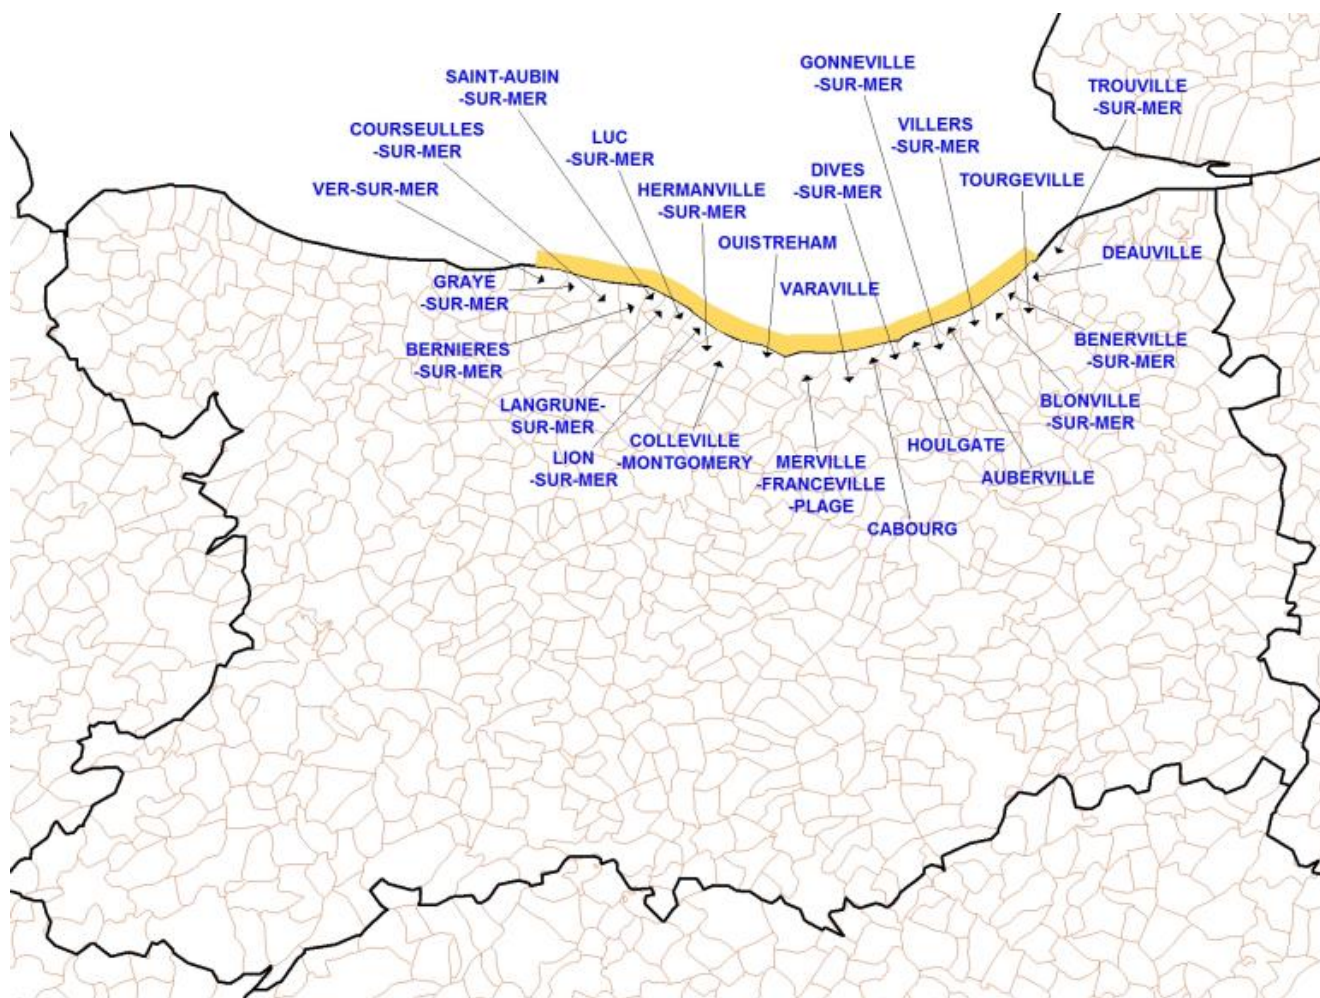 SAINT-AUBIN
-SUR-MER
COURSEULLES
-SUR-MER
VER-SUR-MER
LUC
-SUR-MER
HERMANVILLE
-SUR-MER
OUISTREHAM
VARAVILLE
GONNEVILLE
-SUR-MER
DIVES
-SUR-MER
VILLERS
-SUR-MER
TOURGEVILLE
TROUVILLE
-SUR-MER
DEAUVILLE
GRAYE
-SUR-MER
BERNIERES
-SUR-MER
LANGRUNE-
SUR-MER
LION
-SUR-MER
COLLEVILLE
-MONTGOMERY
MERVILLE
-FRANCEVILLE
-PLAGE
CABOURG
HOULGATE
AUBERVILLE
BLONVILLE
-SUR-MER
BENERVILLE
-SUR-MER